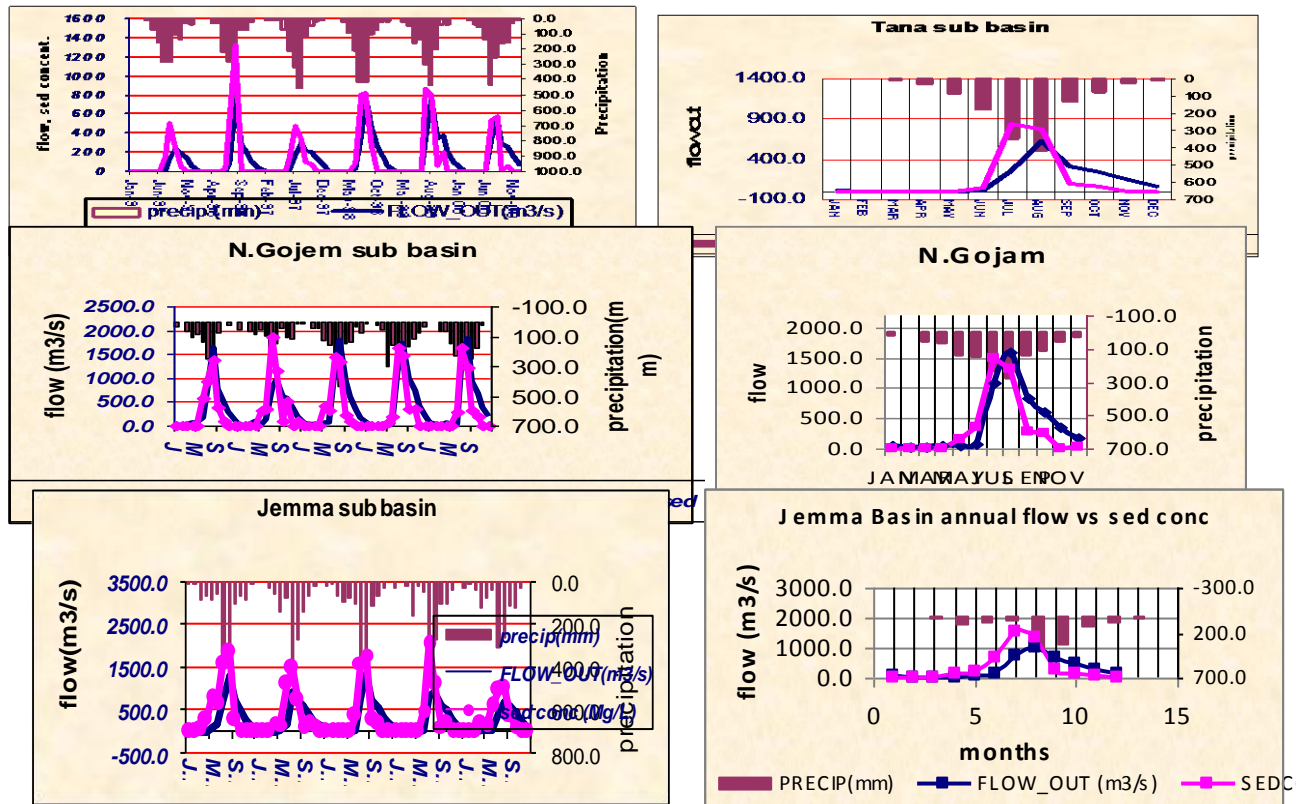 1600
1400
1200
1000
800
600
400
200
0
flow, sed concent.
0.0
100.0
200.0
300.0
400.0
500.0
600.0
700.0
800.0
900.0
1000.0
Precipitation
precip(mm) FLOW_OUT(m3/s)
Tana sub basin
1400.0
900.0
400.0
-100.0
flowout
0
100
200
300
400
500
600
700
precipitation
JAN FEB MAR APR MAY JUN JUL AUG SEP OCT NOV DEC
N.Gojem sub basin
2500.0
2000.0
1500.0
1000.0
500.0
0.0
flow (m3/s)
-100.0
100.0
300.0
500.0
700.0
precipitation(m
m)
J M S J M S J M S J M S J M S
N.Gojam
2000.0
1500.0
1000.0
500.0
0.0
flow
-100.0
100.0
300.0
500.0
700.0
precipitation
Jemma sub basin
3500.0
2500.0
1500.0
500.0
-500.0
flow(m3/s)
0.0
200.0
400.0
600.0
800.0
precipitation
precip(mm)
FLOW_OUT(m3/s)
sed conc (Mg/L)
J.. M.. S.. J.. M.. S.. J.. M.. S.. J.. M.. S.. J.. M.. S..
Jemma Basin annual flow vs sed conc
3000.0
2000.0
1000.0
0.0
flow (m3/s)
-300.0
200.0
700.0
0 5 10 15
months
PRECIP(mm) FLOW_OUT (m3/s) SEDC